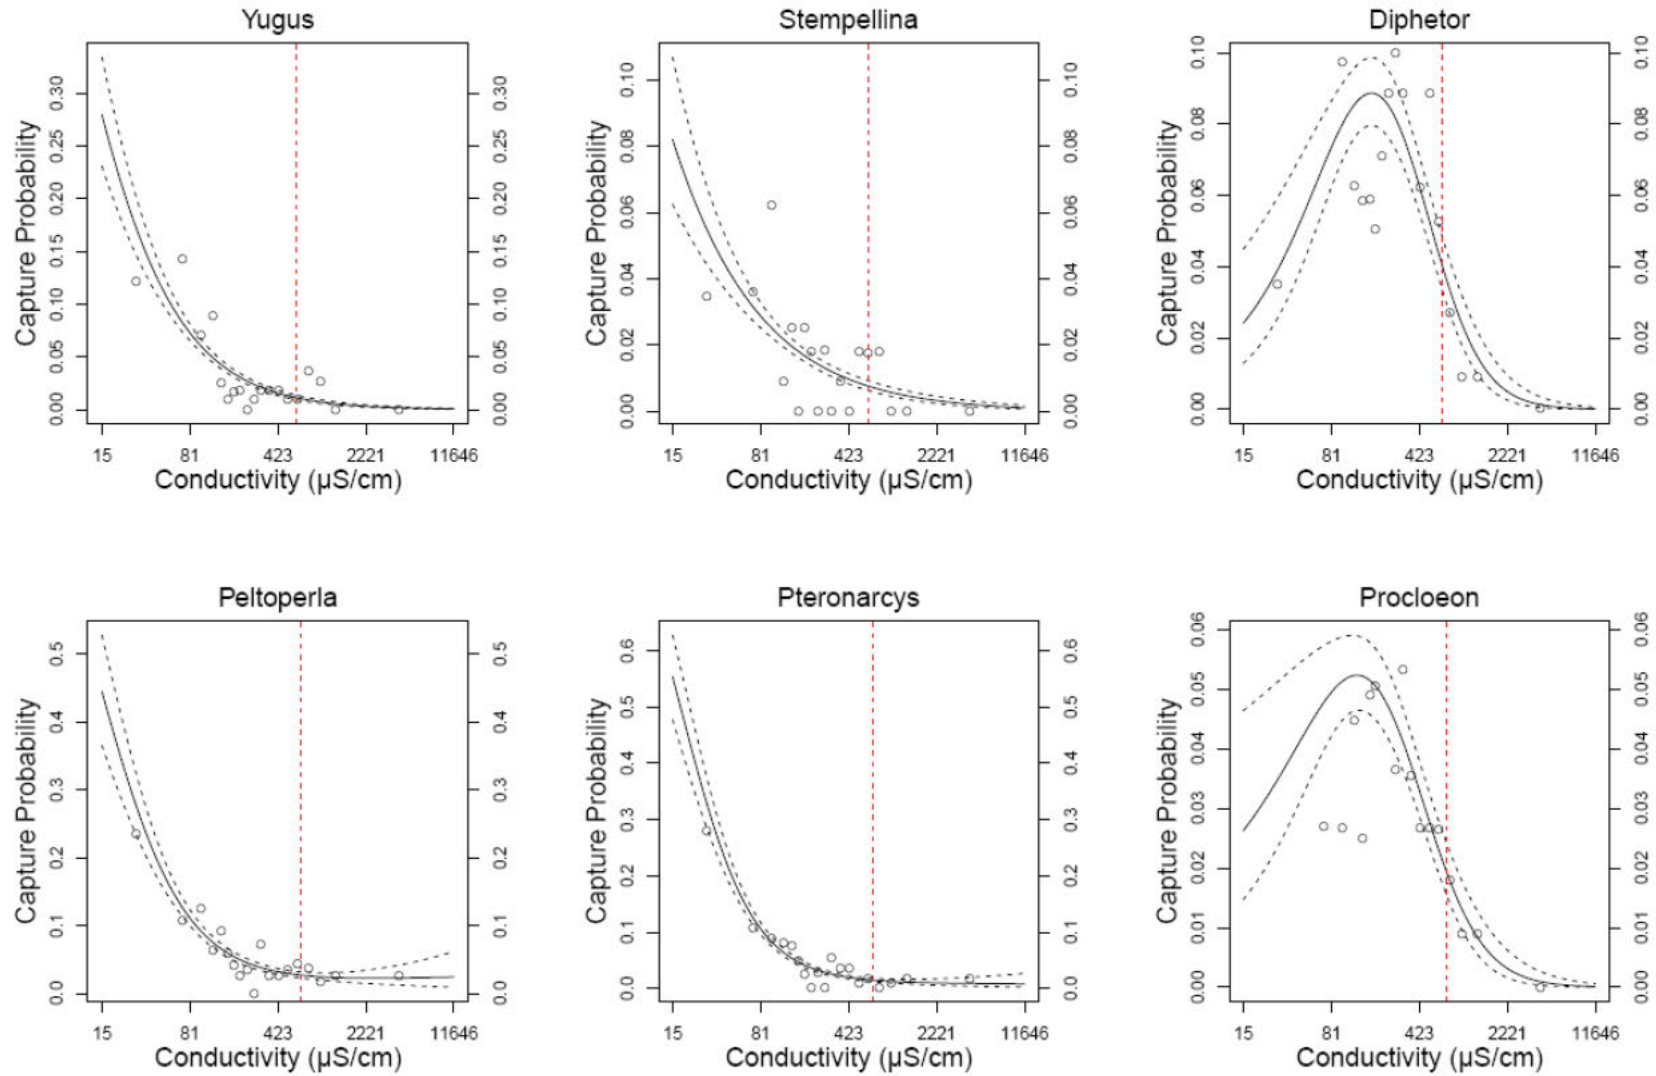 Yugus
Capture Probability
0.00 0.05 0.10 0.15 0.20 0.25 0.30
0.00 0.05 0.10 0.15 0.20 0.25 0.30
15 81 423 2221 11646
Conductivity (µS/cm)
Stempellina
Capture Probability
0.00 0.02 0.04 0.06 0.08 0.10
0.00 0.02 0.04 0.06 0.08 0.10
15 81 423 2221 11646
Conductivity (µS/cm)
Diphetor
Capture Probability
0.00 0.02 0.04 0.06 0.08 0.10
0.00 0.02 0.04 0.06 0.08 0.10
15 81 423 2221 11646
Conductivity (µS/cm)
Peltoperla
Capture Probability
0.0 0.1 0.2 0.3 0.4 0.5
0.0 0.1 0.2 0.3 0.4 0.5
15 81 423 2221 11646
Conductivity (µS/cm)
Pteronarcys
Capture Probability
0.0 0.1 0.2 0.3 0.4 0.5 0.6
0.0 0.1 0.2 0.3 0.4 0.5 0.6
15 81 423 2221 11646
Conductivity (µS/cm)
Procloeon
Capture Probability
0.00 0.01 0.02 0.03 0.04 0.05 0.06
0.00 0.01 0.02 0.03 0.04 0.05 0.06
15 81 423 2221 11646
Conductivity (µS/cm)